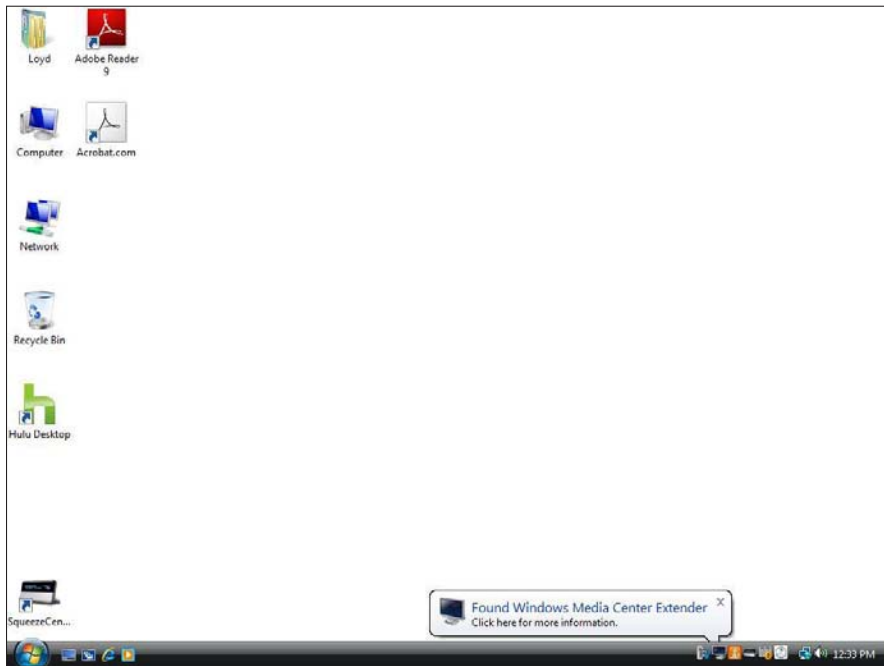 Loyd
Adobe Reader
9
Computer
Acrobat.com
Network
Recycle Bin
Hulu Desktop
SqueezeCen...
Found Windows Media Center Extender
Click here for more information.
12:33 PM